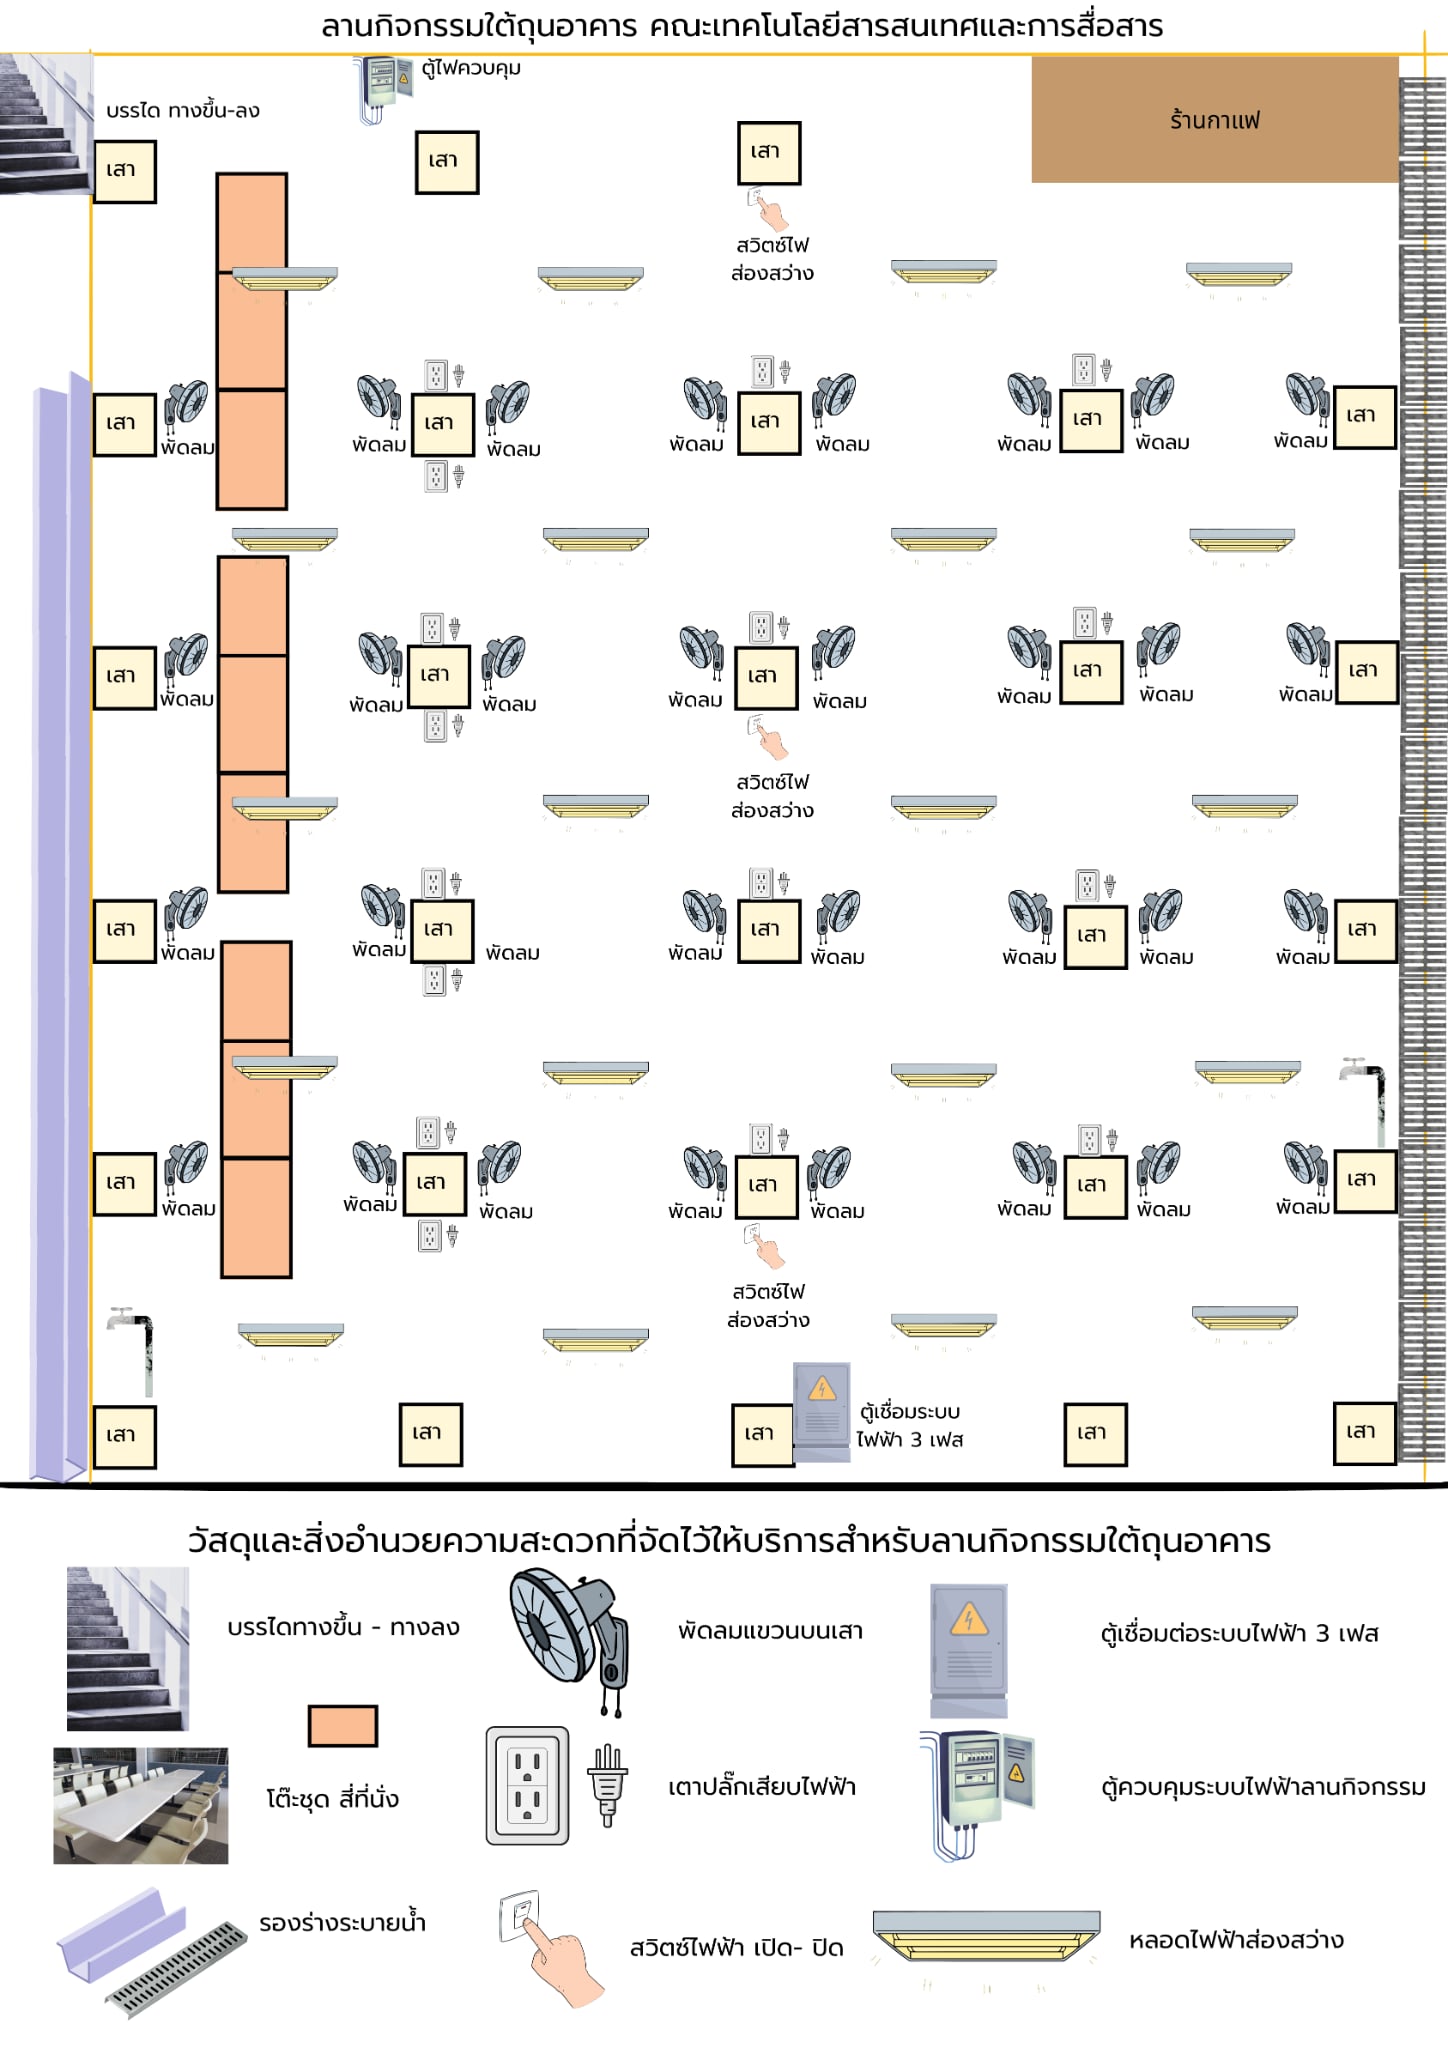 ลานกิจกรรมใต้ถุนอาคาร คณะเทคโนโลยีสารสนเทศและการสื่อสาร
ตู้ไฟควบคุม
บรรได ทางขึ้น-ลง
ร้านกาแฟ
เสา
เสา
เสา
สวิตซ์ไฟ
ส่องสว่าง
เสา
พัดลม
พัดลม
เสา
พัดลม
พัดลม
เสา
พัดลม
พัดลม
เสา
พัดลม
พัดลม
เสา
เสา
พัดลม
พัดลม
เสา
พัดลม
พัดลม
เสา
พัดลม
พัดลม
เสา
พัดลม
พัดลม
เสา
สวิตซ์ไฟ
ส่องสว่าง
เสา
พัดลม
พัดลม
เสา
พัดลม
พัดลม
เสา
พัดลม
พัดลม
เสา
พัดลม
พัดลม
เสา
เสา
พัดลม
พัดลม
เสา
พัดลม
พัดลม
เสา
พัดลม
พัดลม
เสา
พัดลม
พัดลม
เสา
สวิตซ์ไฟ
ส่องสว่าง
เสา
เสา
เสา
ตู้เชื่อมระบบ
ไฟฟ้า 3 เฟส
เสา
เสา
วัสดุและสิ่งอำนวยความสะดวกที่จัดไว้ให้บริการสำหรับลานกิจกรรมใต้ถุนอาคาร
บรรไดทางขึ้น - ทางลง
พัดลมแขวนบนเสา
ตู้เชื่อมต่อระบบไฟฟ้า 3 เฟส
โต๊ะชุด สี่ที่นั่ง
เตาปลั๊กเสียบไฟฟ้า
ตู้ควบคุมระบบไฟฟ้าลานกิจกรรม
รองร่างระบายน้ำ
สวิตซ์ไฟฟ้า เปิด- ปิด
หลอดไฟฟ้าส่องสว่าง